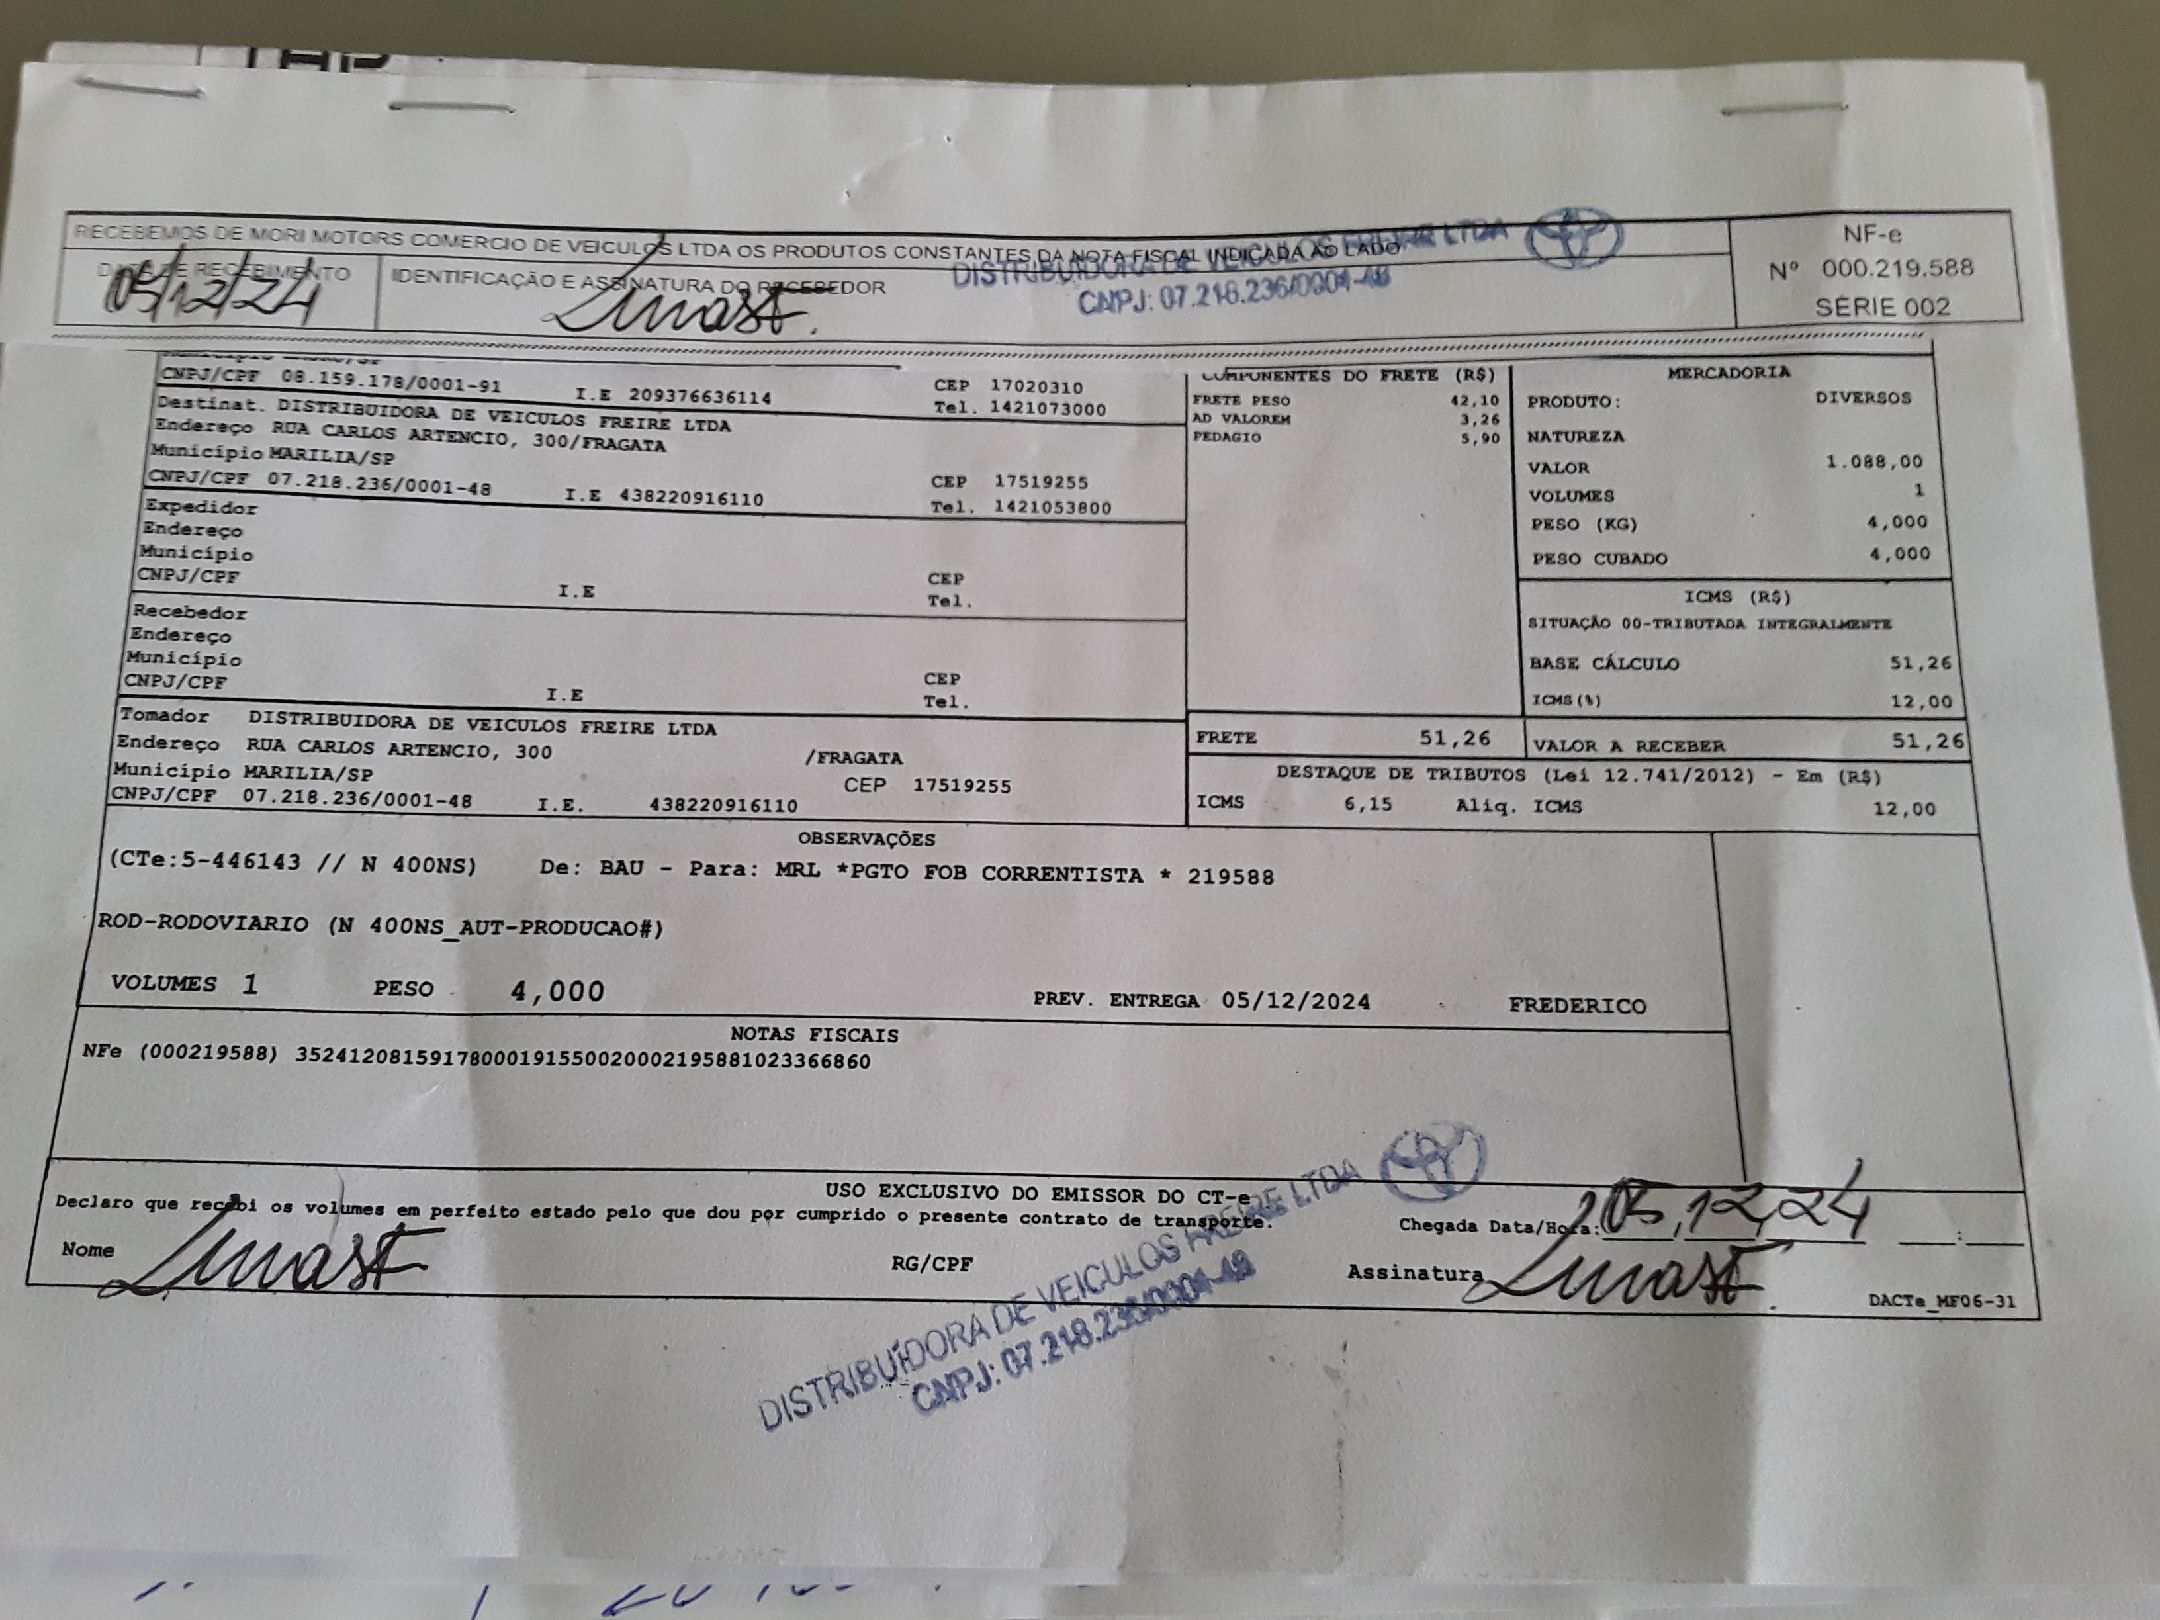 RECEBEMOS DE MORI MOTORS COMERCIO DE VEICULOS LTDA OS PRODUTOS CONSTANTES DA NOTA FISCAL INDICADA AO LADO
DISTRIBUIDORA DE VEICULOS FREIRE LTDA
CNPJ: 07.218.236/0001-48
NF-e
Nº 000.219.588
SÉRIE 002
DATA DE RECEBIMENTO
05/12/24
IDENTIFICAÇÃO E ASSINATURA DO RECEBEDOR
CNPJ/CPF 08.159.178/0001-91 I.E 209376636114 CEP 17020310
Tel. 1421073000
Destinat. DISTRIBUIDORA DE VEICULOS FREIRE LTDA
Endereço RUA CARLOS ARTENCIO, 300/FRAGATA
Município MARILIA/SP CEP 17519255
CNPJ/CPF 07.218.236/0001-48 I.E 438220916110 Tel. 1421053800
Expedidor
Endereço
Município CEP
CNPJ/CPF I.E Tel.
Recebedor
Endereço
Município CEP
CNPJ/CPF I.E Tel.
Tomador DISTRIBUIDORA DE VEICULOS FREIRE LTDA
Endereço RUA CARLOS ARTENCIO, 300 /FRAGATA
Município MARILIA/SP CEP 17519255
CNPJ/CPF 07.218.236/0001-48 I.E. 438220916110
COMPONENTES DO FRETE (R$)
FRETE PESO 42,10
AD VALOREM 3,26
PEDAGIO 5,90
FRETE 51,26
MERCADORIA
PRODUTO: DIVERSOS
NATUREZA
VALOR 1.088,00
VOLUMES 1
PESO (KG) 4,000
PESO CUBADO 4,000
ICMS (R$)
SITUAÇÃO 00-TRIBUTADA INTEGRALMENTE
BASE CÁLCULO 51,26
ICMS(%) 12,00
VALOR A RECEBER 51,26
DESTAQUE DE TRIBUTOS (Lei 12.741/2012) - Em (R$)
ICMS 6,15 Aliq. ICMS 12,00
OBSERVAÇÕES
(CTe:5-446143 // N 400NS) De: BAU - Para: MRL *PGTO FOB CORRENTISTA * 219588
ROD-RODOVIARIO (N 400NS_AUT-PRODUCAO#)
VOLUMES 1 PESO 4,000 PREV. ENTREGA 05/12/2024 FREDERICO
NOTAS FISCAIS
NFe (000219588) 35241208159178000191550020002195881023366860
USO EXCLUSIVO DO EMISSOR DO CT-e
Declaro que recebi os volumes em perfeito estado pelo que dou por cumprido o presente contrato de transporte.
Chegada Data/Hora: 05,12,24 :
Nome RG/CPF Assinatura
DACTe_MF06-31
DISTRIBUIDORA DE VEICULOS FREIRE LTDA
CNPJ: 07.218.236/0001-48